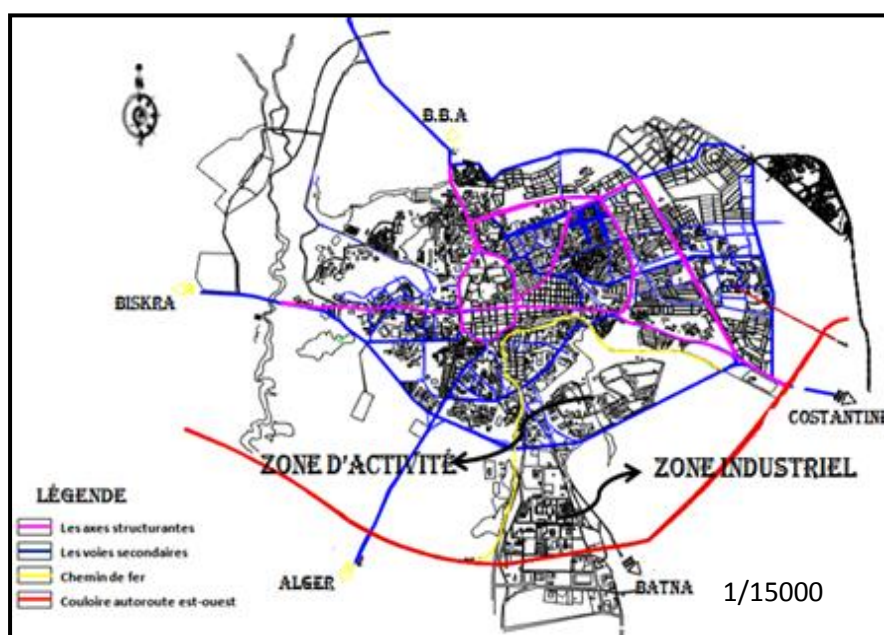 N
B.B.A
BISKRA
COSTANTINE
ZONE D'ACTIVITÉ
ZONE INDUSTRIEL
LÉGENDE
Les axes structurantes
Les voies secondaires
Chemin de fer
Couloire autoroute est-ouest
ALGER
BATNA
1/15000